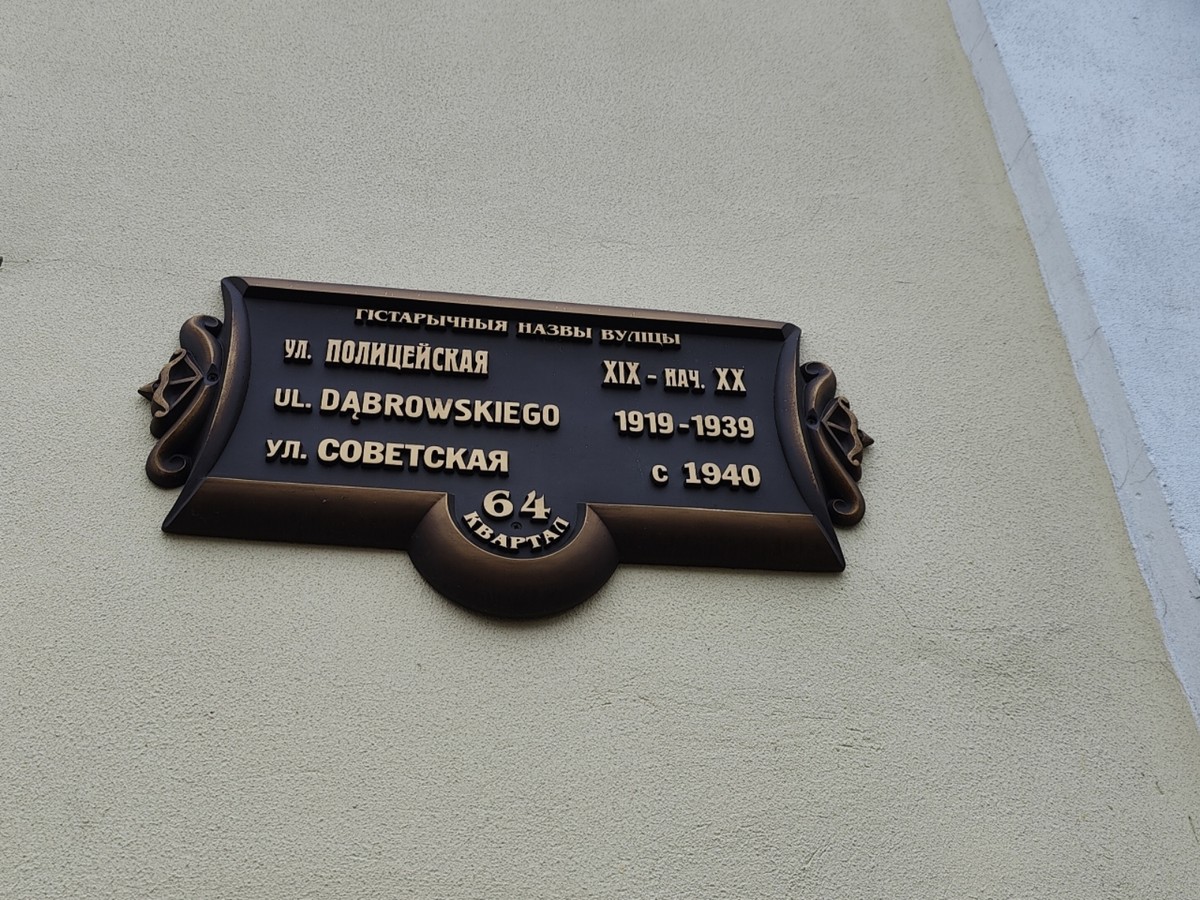 ГІСТАРЫЧНЫЯ НАЗВЫ ВУЛІЦЫ
УЛ. ПОЛИЦЕЙСКАЯ XIX - НАЧ. XX
UL. DĄBROWSKIEGO 1919-1939
УЛ. СОВЕТСКАЯ С 1940
64
КВАРТАЛ